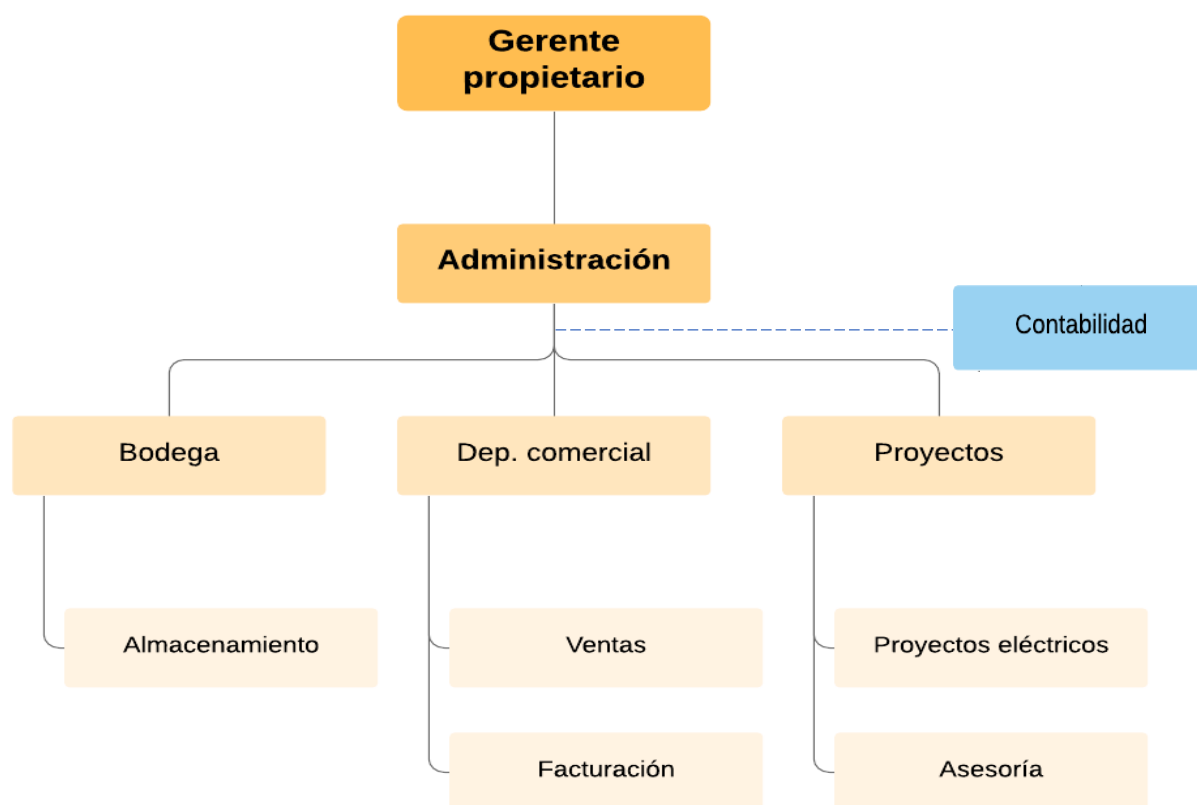 Gerente
propietario
Administración
Contabilidad
Bodega
Dep. comercial
Proyectos
Almacenamiento
Ventas
Proyectos eléctricos
Facturación
Asesoría